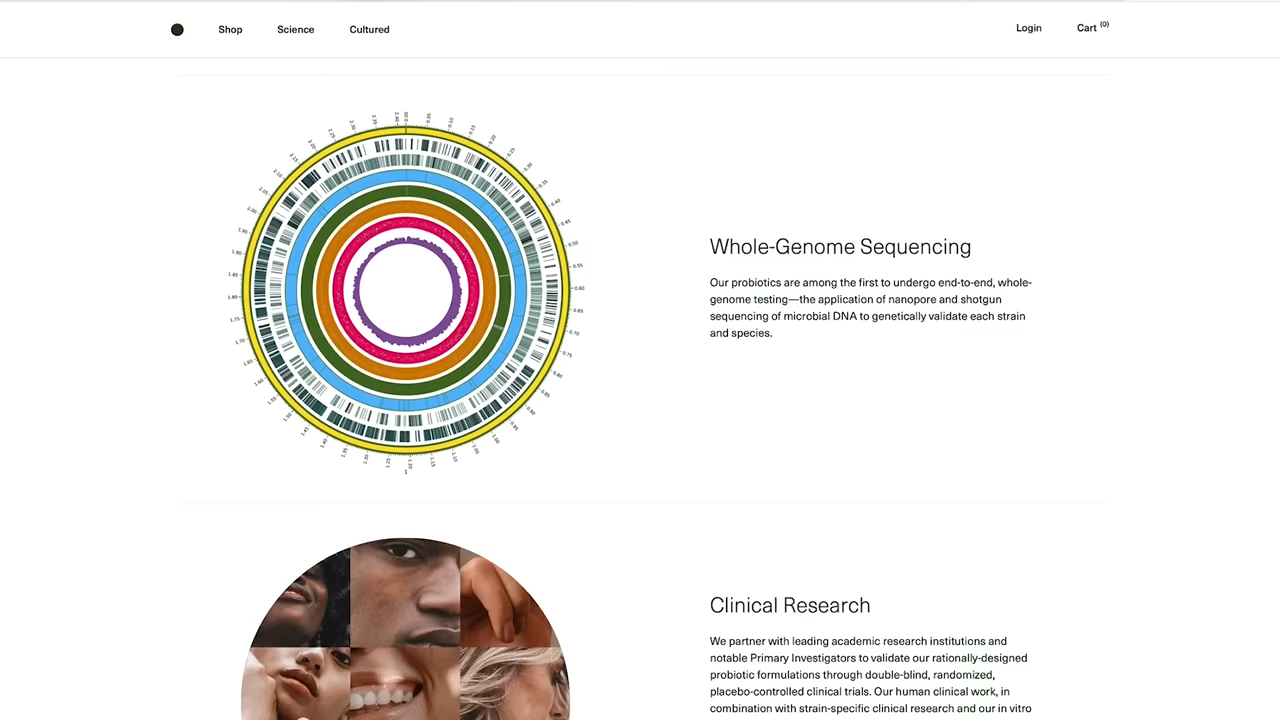 Shop Science Cultured Login Cart (0)
Whole-Genome Sequencing
Our probiotics are among the first to undergo end-to-end, whole-
genome testing—the application of nanopore and shotgun
sequencing of microbial DNA to genetically validate each strain
and species.
Clinical Research
We partner with leading academic research institutions and
notable Primary Investigators to validate our rationally-designed
probiotic formulations through double-blind, randomized,
placebo-controlled clinical trials. Our human clinical work, in
combination with strain-specific clinical research and our in vitro